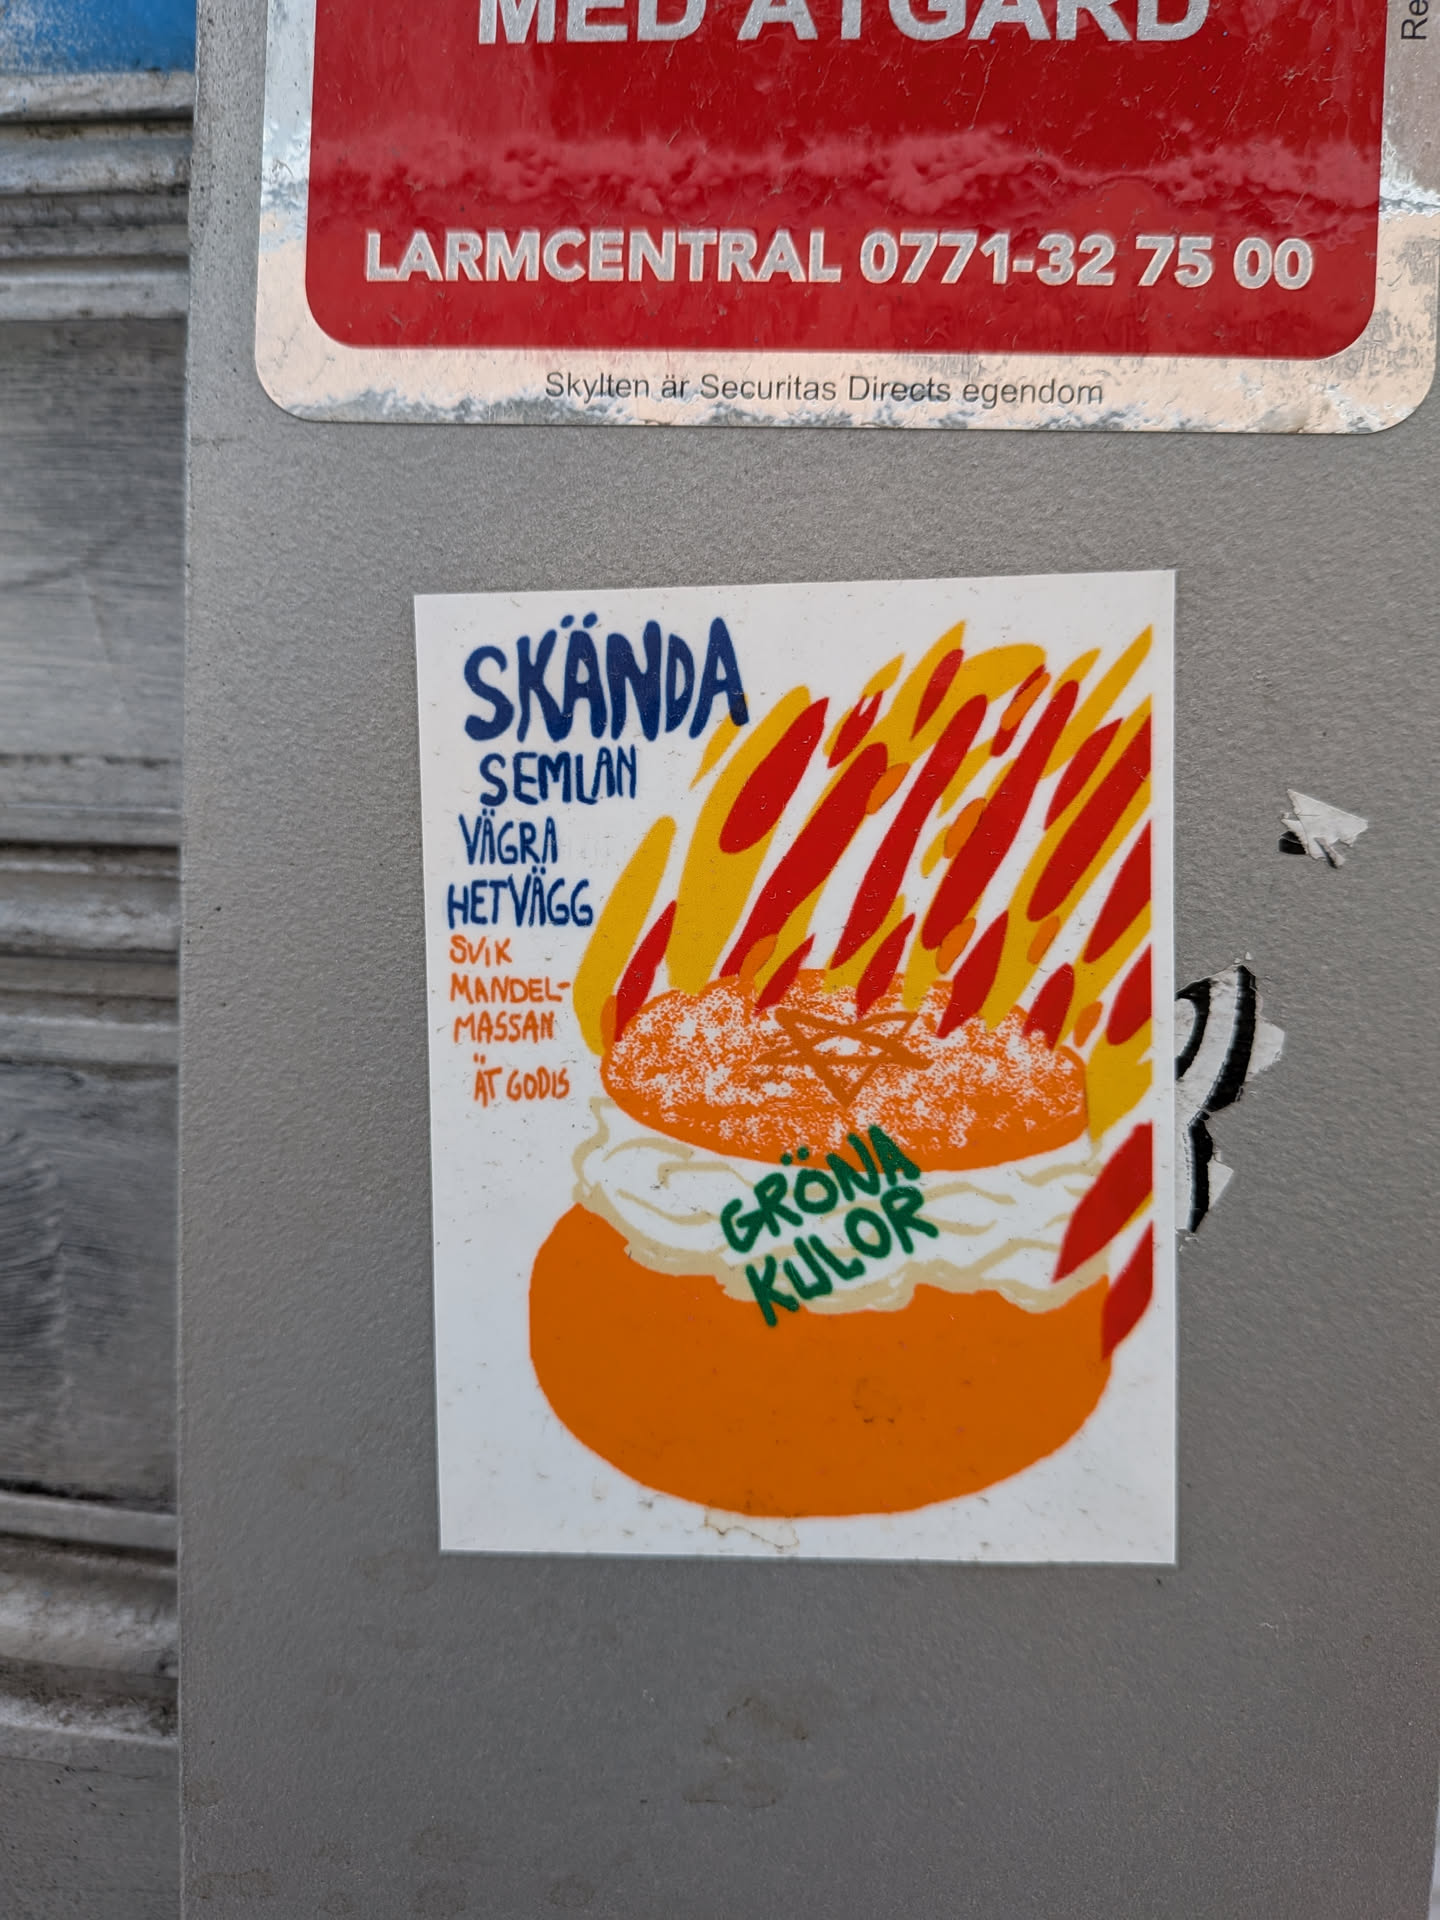 MED ÅTGÄRD
LARMCENTRAL 0771-32 75 00
Skylten är Securitas Directs egendom
SKÄNDA
SEMLAN
VÄGRA
HETVÄGG
SVIK
MANDEL-
MASSAN
ÄT GODIS
GRÖNA
KULOR